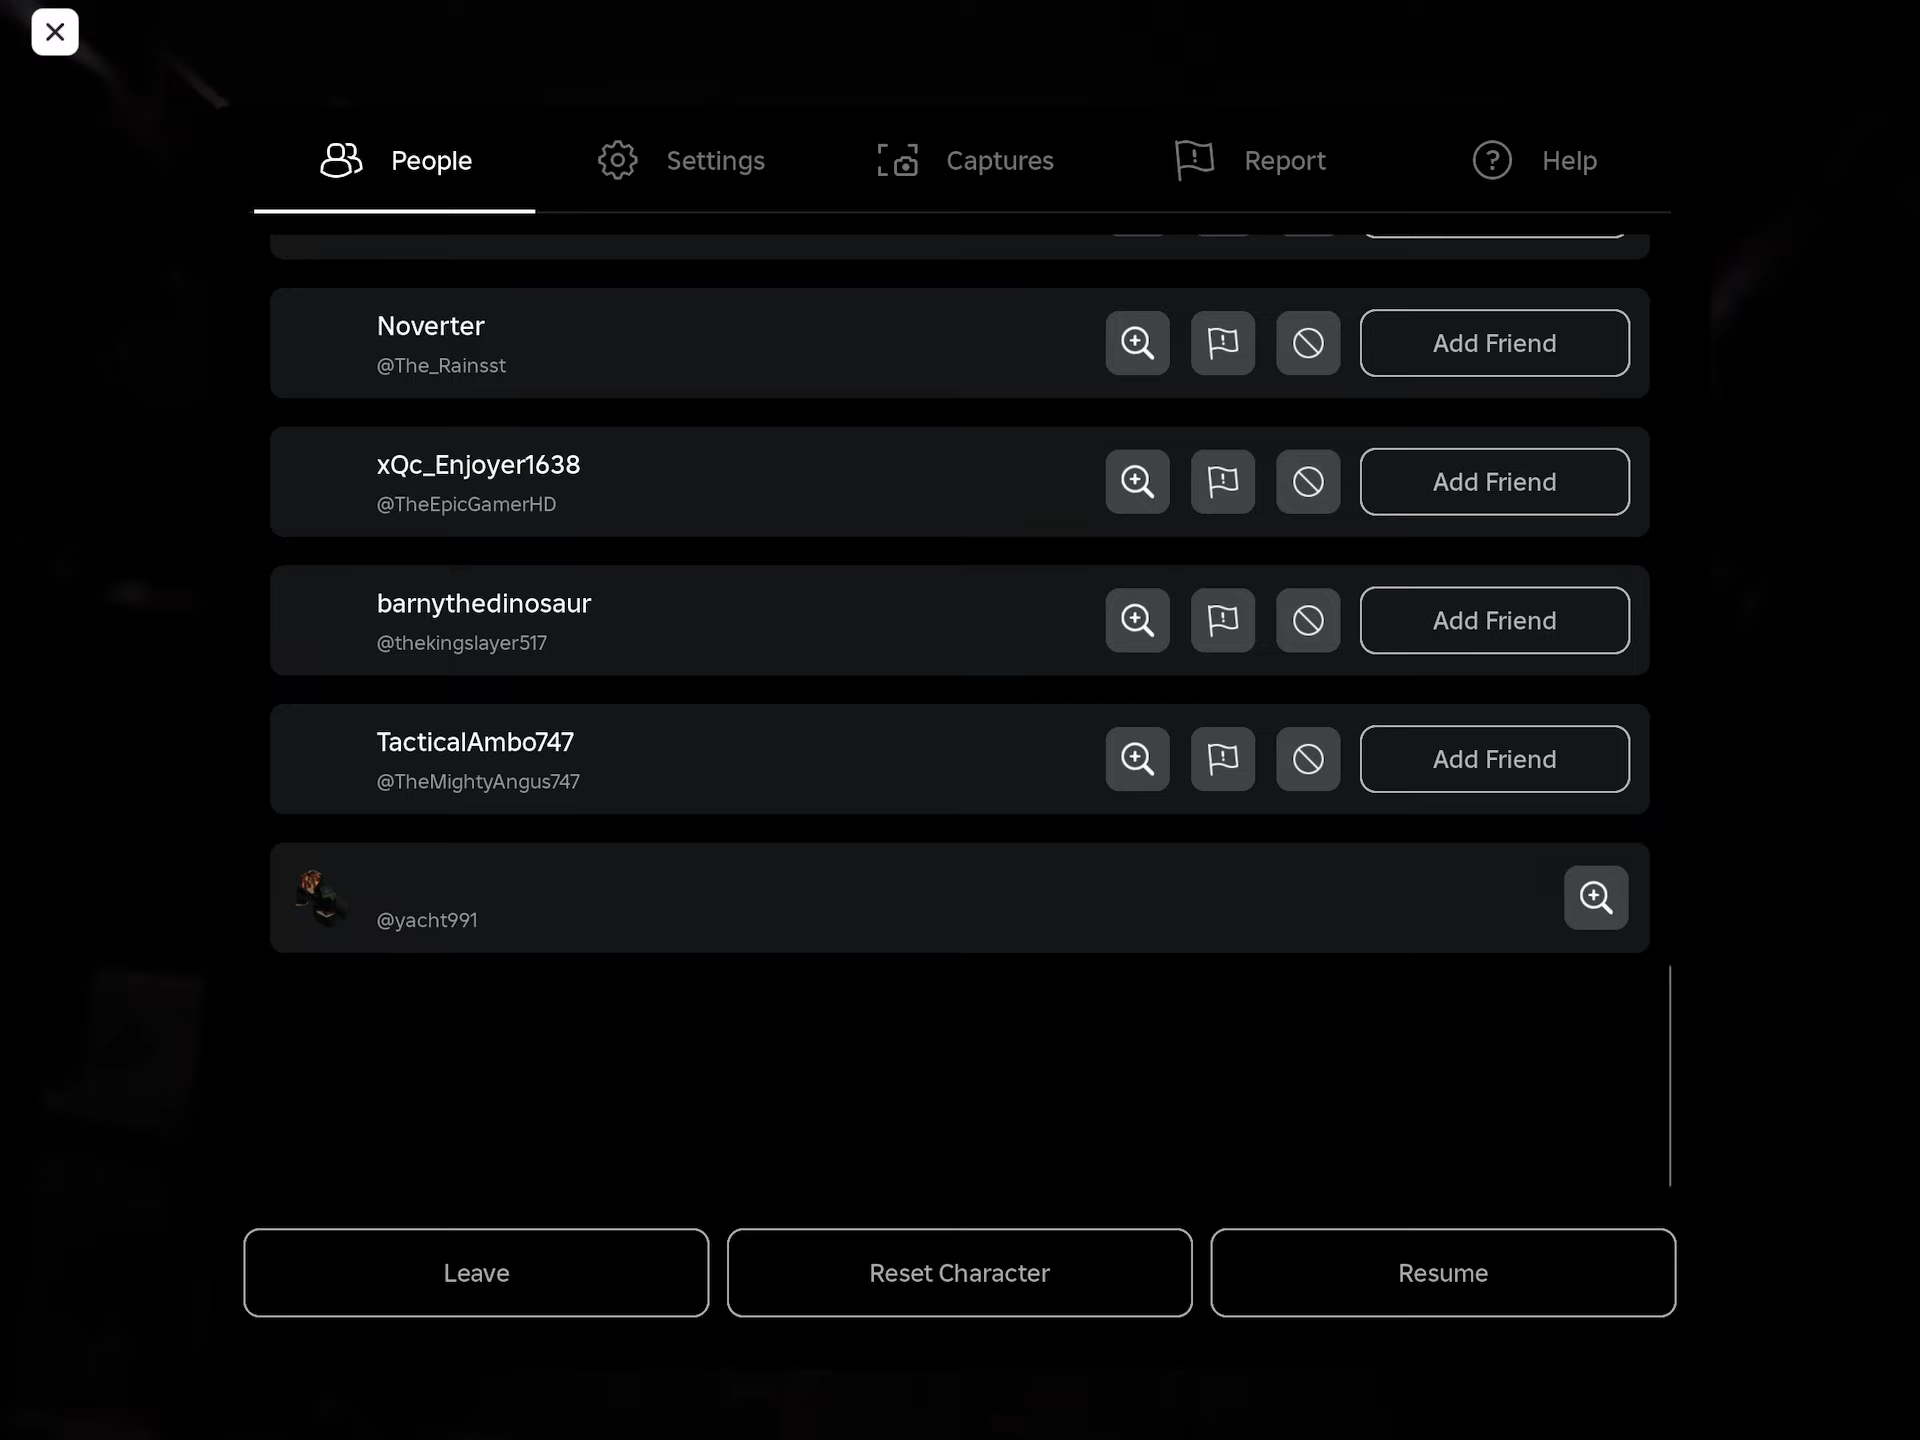 People
Settings
Captures
Report
Help
Noverter
@The_Rainsst
Add Friend
xQc_Enjoyer1638
@TheEpicGamerHD
Add Friend
barnythedinosaur
@thekingslayer517
Add Friend
TacticalAmbo747
@TheMightyAngus747
Add Friend
@yacht991
Leave
Reset Character
Resume